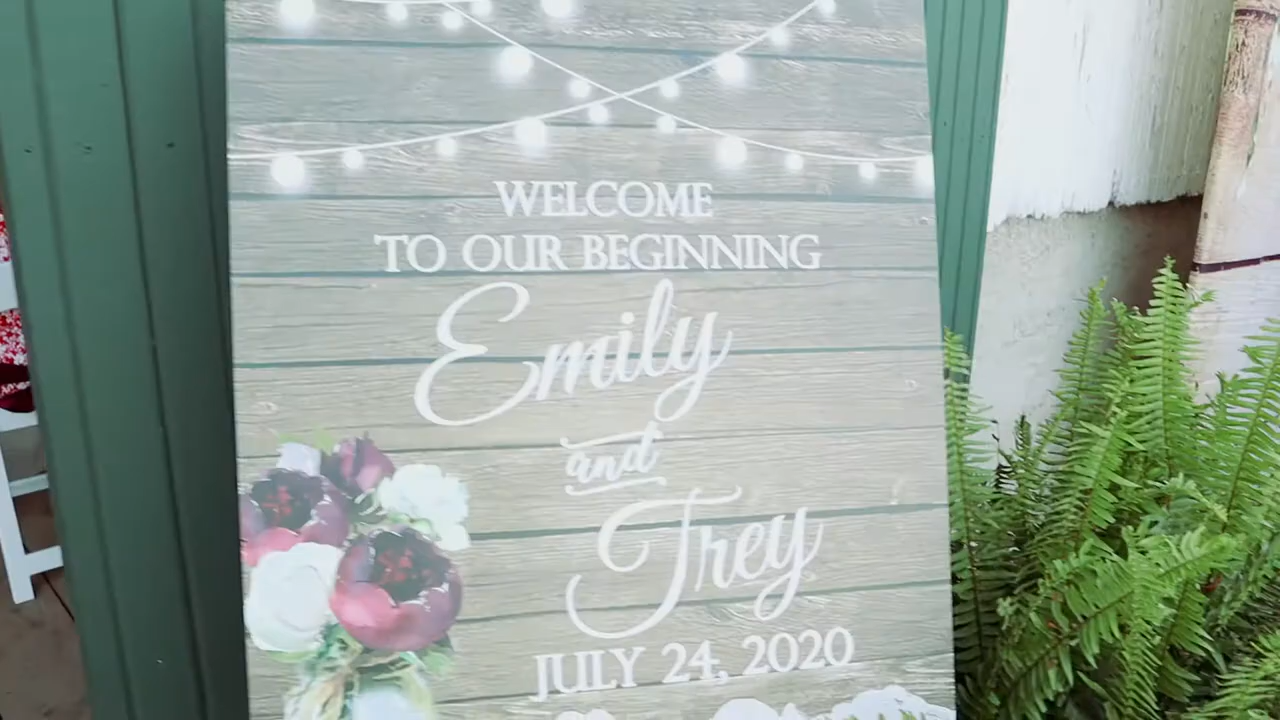 WELCOME
TO OUR BEGINNING
Emily
and
Trey
JULY 24, 2020